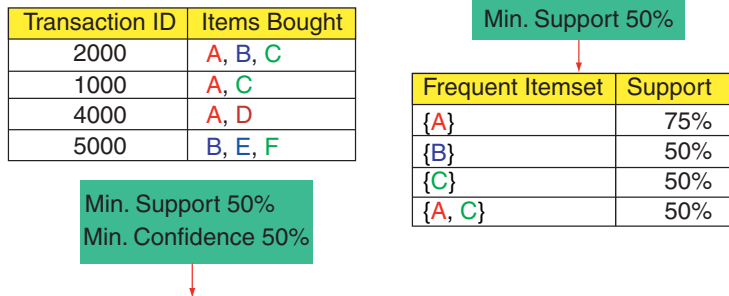 Transaction ID Items Bought
2000 A, B, C
1000 A, C
4000 A, D
5000 B, E, F
Min. Support 50%
Min. Confidence 50%
Min. Support 50%
Frequent Itemset Support
{A} 75%
{B} 50%
{C} 50%
{A, C} 50%